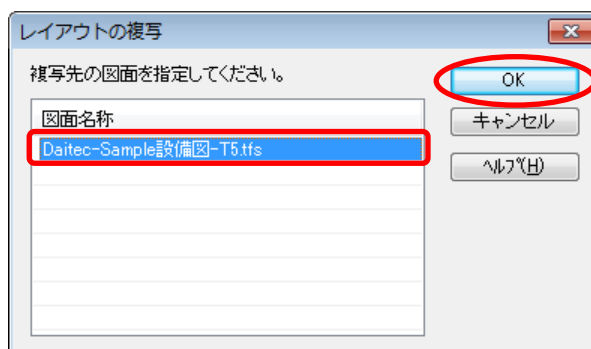 レイアウトの複写
複写先の図面を指定してください。
OK
図面名称
キャンセル
Daitec-Sample設備図-T5.tfs
ﾍﾙﾌﾟ(H)